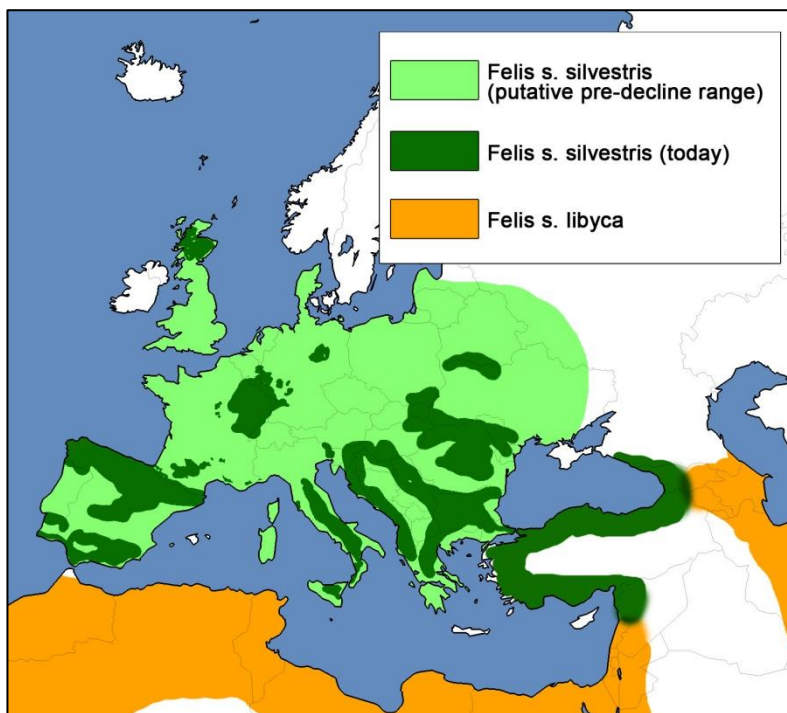 Felis s. silvestris
(putative pre-decline range)
Felis s. silvestris (today)
Felis s. libyca